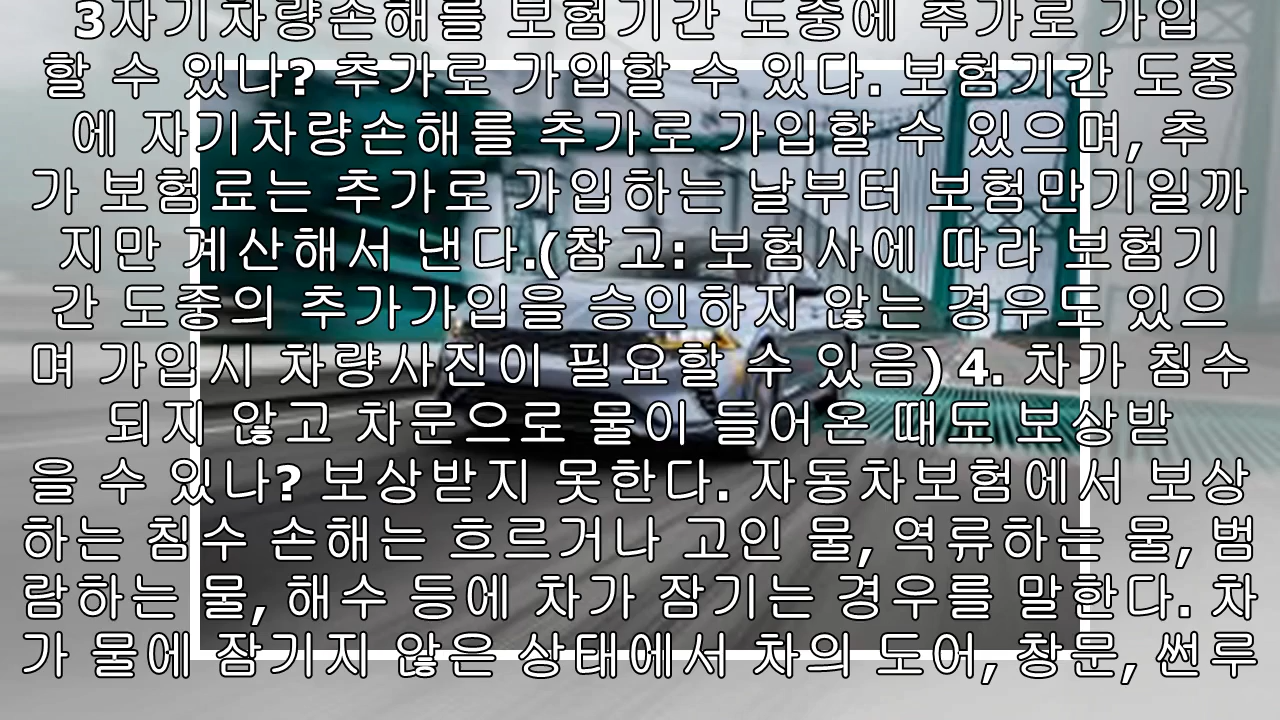 3자기차량손해를 보험기간 도중에 추가로 가입
할 수 있나? 추가로 가입할 수 있다. 보험기간 도중
에 자기차량손해를 추가로 가입할 수 있으며, 추
가 보험료는 추가로 가입하는 날부터 보험만기일까
지만 계산해서 낸다.(참고: 보험사에 따라 보험기
간 도중의 추가가입을 승인하지 않는 경우도 있으
며 가입시 차량사진이 필요할 수 있음) 4. 차가 침수
되지 않고 차문으로 물이 들어온 때도 보상받
을 수 있나? 보상받지 못한다. 자동차보험에서 보상
하는 침수 손해는 흐르거나 고인 물, 역류하는 물, 범
람하는 물, 해수 등에 차가 잠기는 경우를 말한다. 차
가 물에 잠기지 않은 상태에서 차의 도어, 창문, 썬루